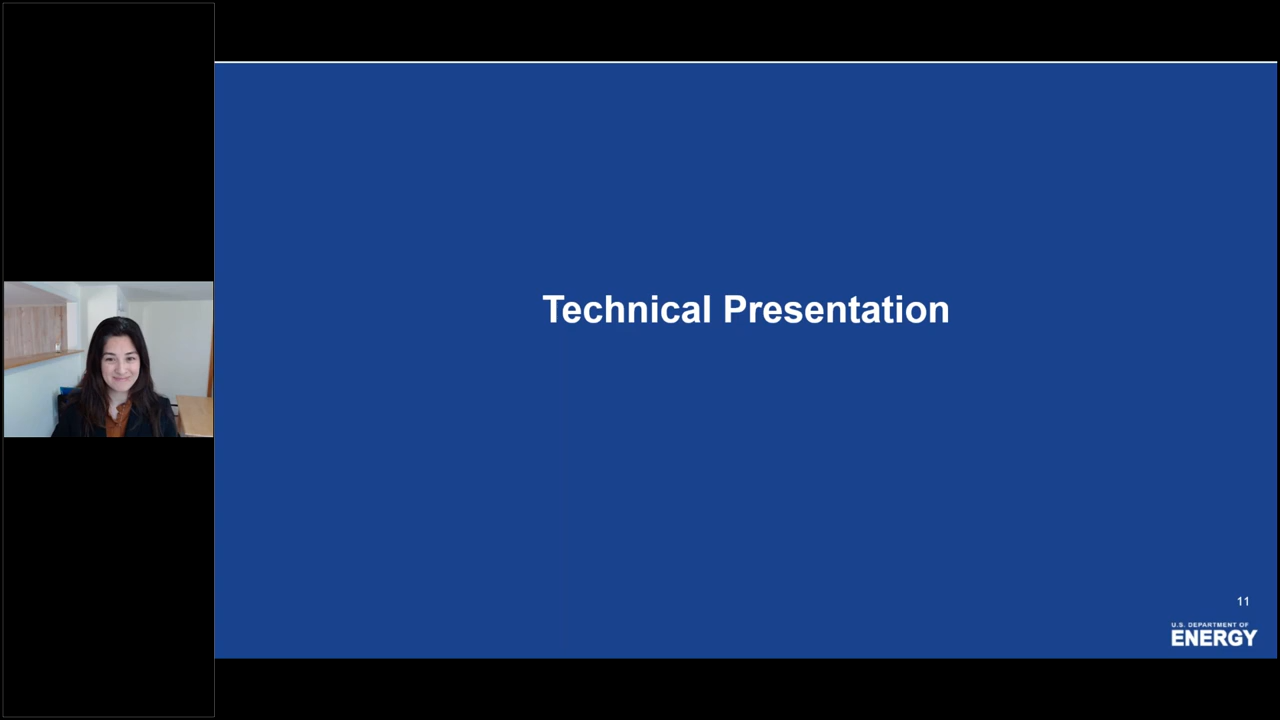 Technical Presentation
11
U.S. DEPARTMENT OF
ENERGY